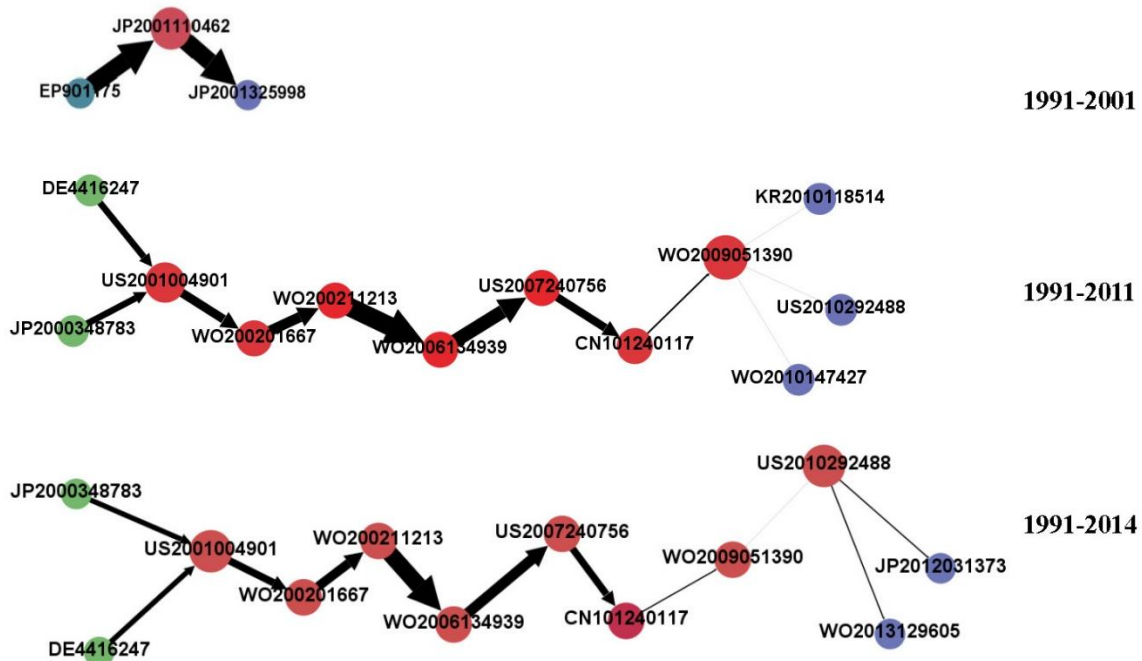 JP2001110462
EP901175
JP2001325998
1991-2001
DE4416247
KR2010118514
WO2009051390
US2001004901
US2007240756
WO200211213
1991-2011
US2010292488
JP2000348783
WO200201667
WO2006134939
CN101240117
WO2010147427
US2010292488
JP2000348783
US2007240756
WO200211213
1991-2014
US2001004901
WO2009051390
JP2012031373
WO200201667
CN101240117
WO2006134939
WO2013129605
DE4416247